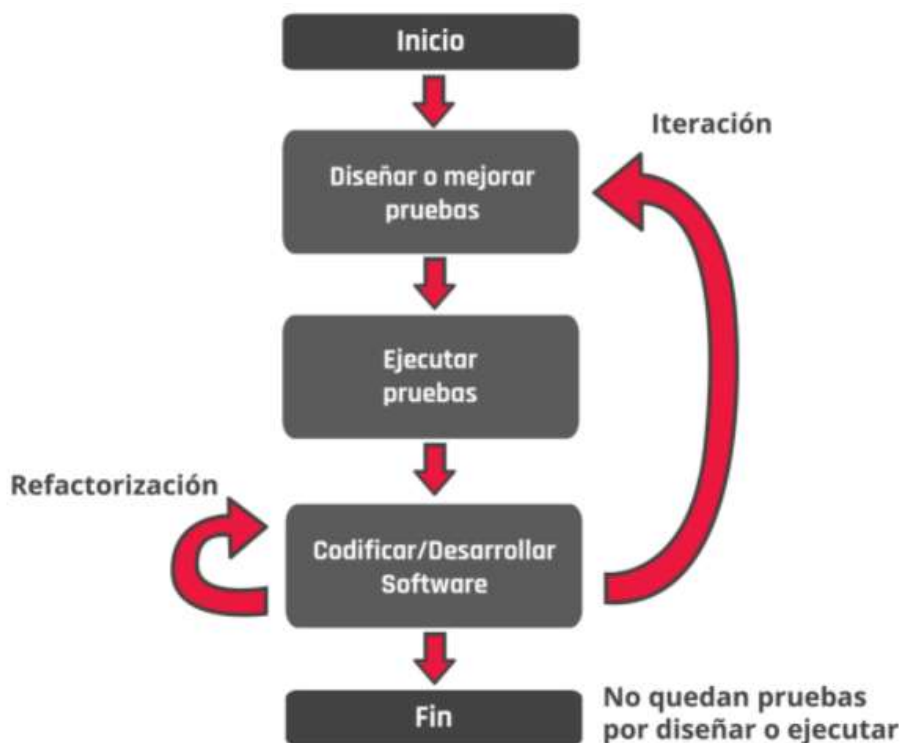 Inicio
Iteración
Diseñar o mejorar
pruebas
Ejecutar
pruebas
Refactorización
Codificar/Desarrollar
Software
Fin
No quedan pruebas
por diseñar o ejecutar